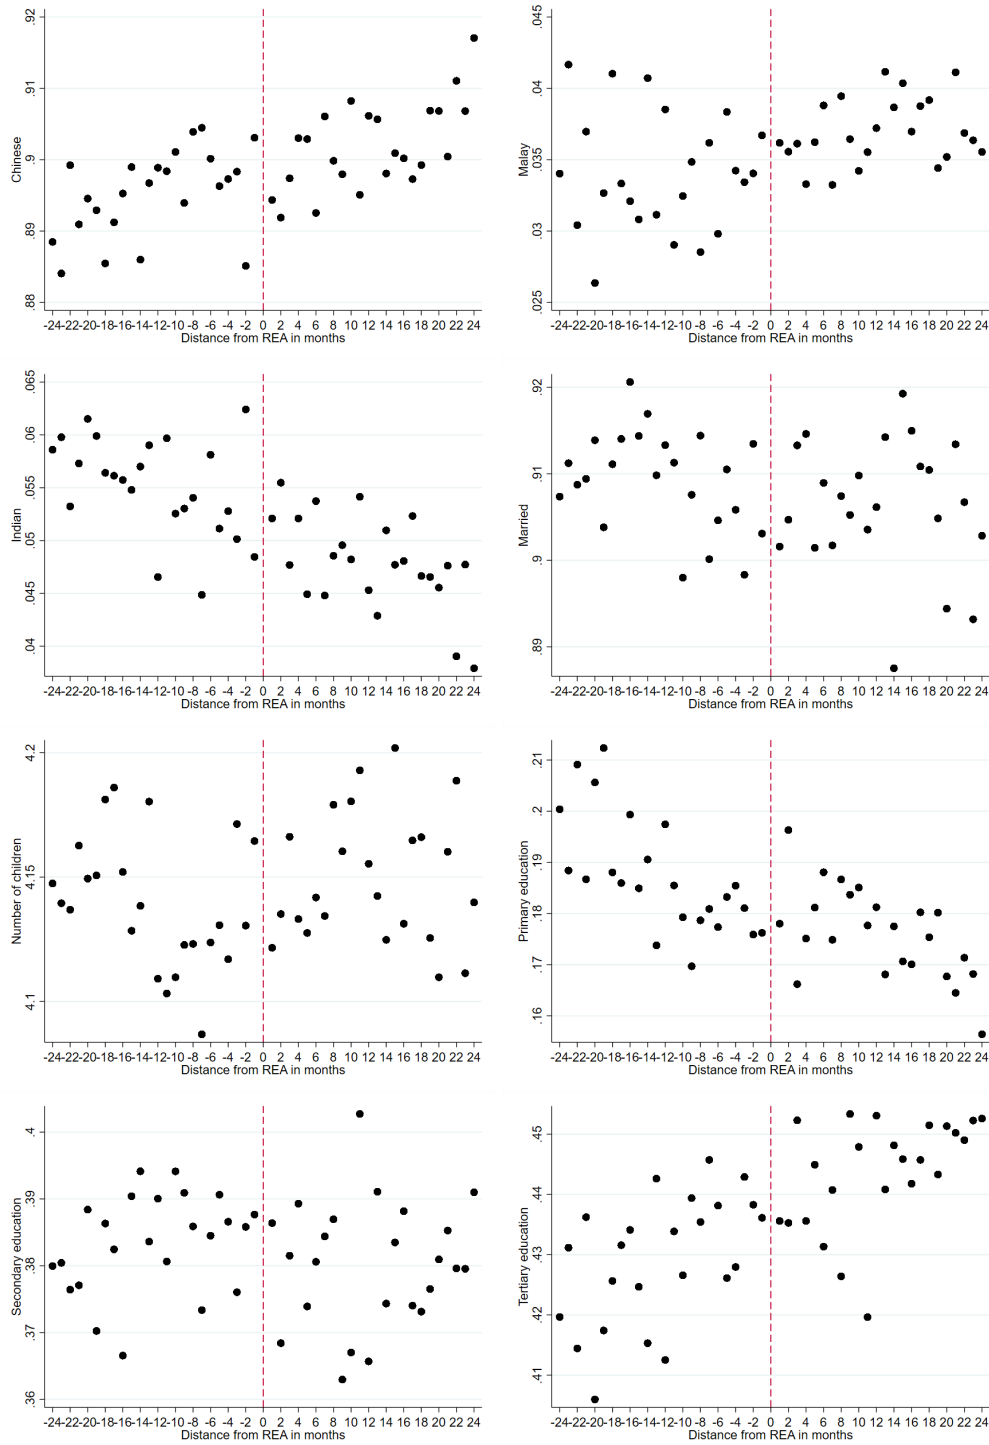 Chinese
.88 .89 .9 .91 .92
-24-22-20-18-16-14-12-10 -8 -6 -4 -2 0 2 4 6 8 10 12 14 16 18 20 22 24
Distance from REA in months
Malay
.025 .03 .035 .04 .045
-24-22-20-18-16-14-12-10 -8 -6 -4 -2 0 2 4 6 8 10 12 14 16 18 20 22 24
Distance from REA in months
Indian
.04 .045 .05 .055 .06 .065
-24-22-20-18-16-14-12-10 -8 -6 -4 -2 0 2 4 6 8 10 12 14 16 18 20 22 24
Distance from REA in months
Married
.89 .9 .91 .92
-24-22-20-18-16-14-12-10 -8 -6 -4 -2 0 2 4 6 8 10 12 14 16 18 20 22 24
Distance from REA in months
Number of children
4.1 4.15 4.2
-24-22-20-18-16-14-12-10 -8 -6 -4 -2 0 2 4 6 8 10 12 14 16 18 20 22 24
Distance from REA in months
Primary education
.16 .17 .18 .19 .2 .21
-24-22-20-18-16-14-12-10 -8 -6 -4 -2 0 2 4 6 8 10 12 14 16 18 20 22 24
Distance from REA in months
Secondary education
.36 .37 .38 .39 .4
-24-22-20-18-16-14-12-10 -8 -6 -4 -2 0 2 4 6 8 10 12 14 16 18 20 22 24
Distance from REA in months
Tertiary education
.41 .42 .43 .44 .45
-24-22-20-18-16-14-12-10 -8 -6 -4 -2 0 2 4 6 8 10 12 14 16 18 20 22 24
Distance from REA in months